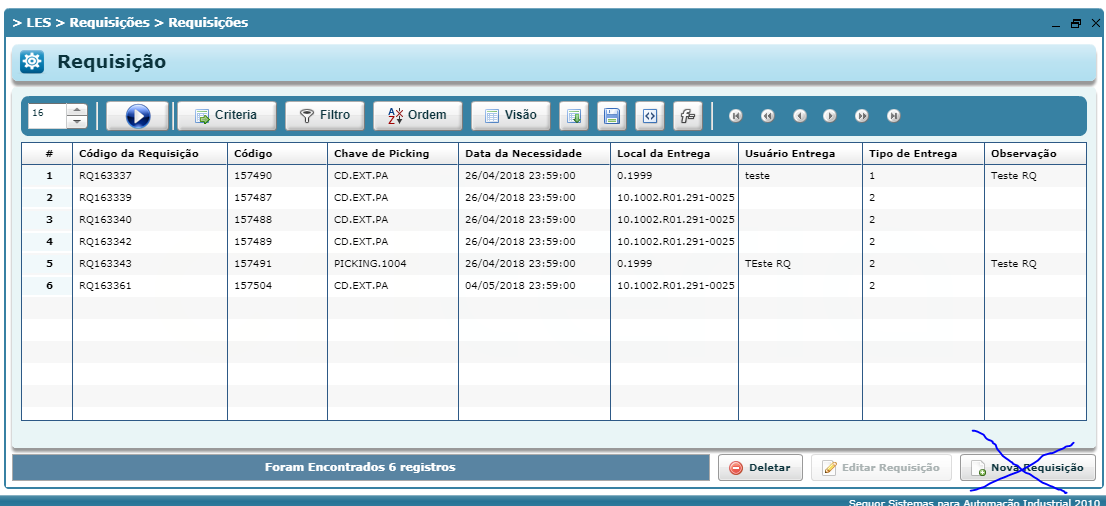 > LES > Requisições > Requisições
Requisição
16 Criteria Filtro Ordem Visão
# Código da Requisição Código Chave de Picking Data da Necessidade Local da Entrega Usuário Entrega Tipo de Entrega Observação
1 RQ163337 157490 CD.EXT.PA 26/04/2018 23:59:00 0.1999 teste 1 Teste RQ
2 RQ163339 157487 CD.EXT.PA 26/04/2018 23:59:00 10.1002.R01.291-0025 2
3 RQ163340 157488 CD.EXT.PA 26/04/2018 23:59:00 10.1002.R01.291-0025 2
4 RQ163342 157489 CD.EXT.PA 26/04/2018 23:59:00 10.1002.R01.291-0025 2
5 RQ163343 157491 PICKING.1004 26/04/2018 23:59:00 0.1999 TEste RQ 2 Teste RQ
6 RQ163361 157504 CD.EXT.PA 04/05/2018 23:59:00 10.1002.R01.291-0025 2
Foram Encontrados 6 registros Deletar Editar Requisição Nova Requisição
Sequor Sistemas para Automação Industrial 2010